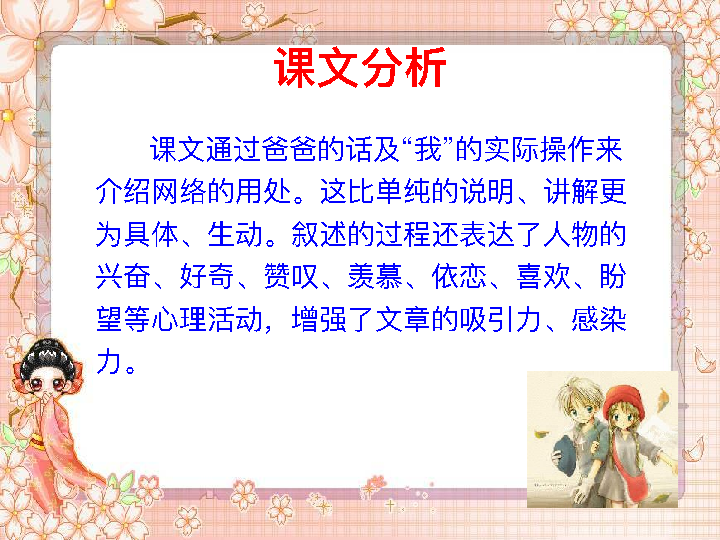 课文分析
课文通过爸爸的话及“我”的实际操作来
介绍网络的用处。这比单纯的说明、讲解更
为具体、生动。叙述的过程还表达了人物的
兴奋、好奇、赞叹、羡慕、依恋、喜欢、盼
望等心理活动，增强了文章的吸引力、感染
力。